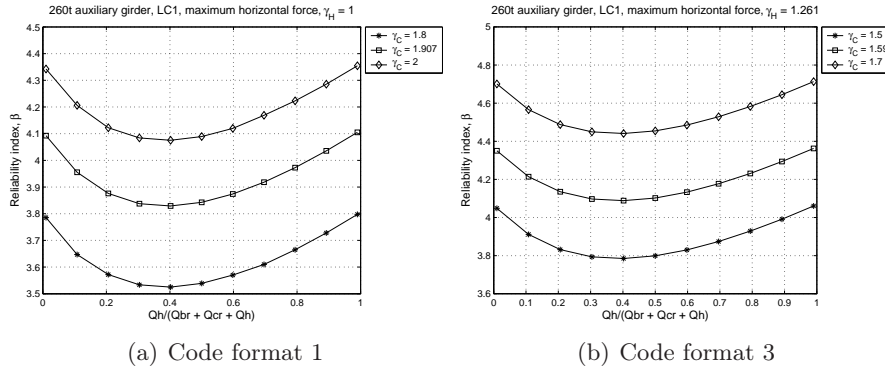 260t auxiliary girder, LC1, maximum horizontal force, γH = 1
4.5
4.4
4.3
4.2
4.1
4
3.9
3.8
3.7
3.6
3.5
Reliability index, β
0
0.2
0.4
0.6
0.8
1
Qh/(Qbr + Qcr + Qh)
γC = 1.8
γC = 1.907
γC = 2
(a) Code format 1
260t auxiliary girder, LC1, maximum horizontal force, γH = 1.261
5
4.8
4.6
4.4
4.2
4
3.8
3.6
Reliability index, β
0
0.1
0.2
0.3
0.4
0.5
0.6
0.7
0.8
0.9
1
Qh/(Qbr + Qcr + Qh)
γC = 1.5
γC = 1.59
γC = 1.7
(b) Code format 3